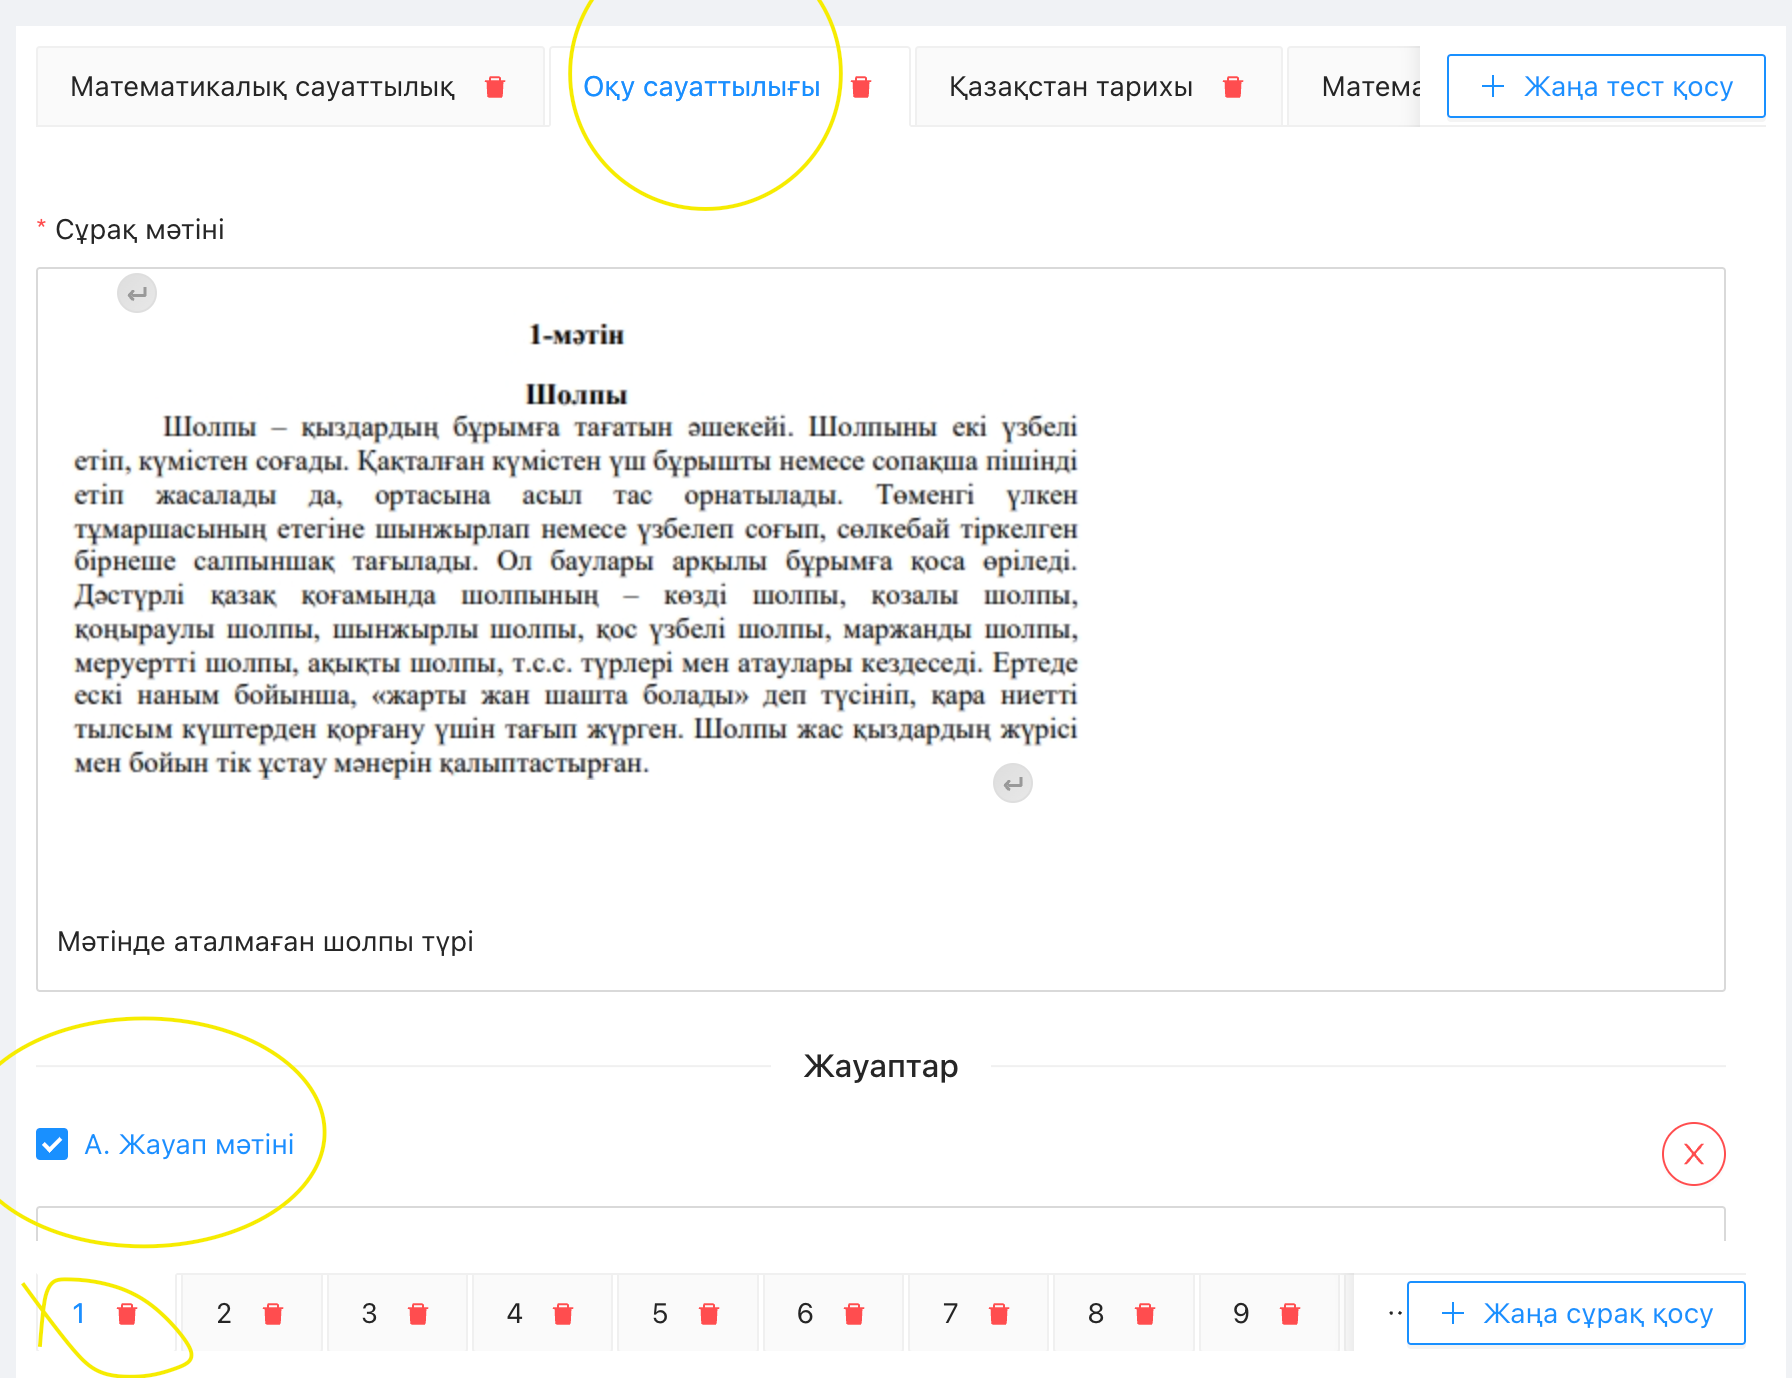 Математикалық сауаттылық
Оқу сауаттылығы
Қазақстан тарихы
Матема
+ Жаңа тест қосу
* Сұрақ мәтіні
1-мәтін
Шолпы
Шолпы – қыздардың бұрымға тағатын әшекейі. Шолпыны екі үзбелі
етіп, күмістен соғады. Қақталған күмістен үш бұрышты немесе сопақша пішінді
етіп жасалады да, ортасына асыл тас орнатылады. Төменгі үлкен
тұмаршасының етегіне шынжырлап немесе үзбелеп соғып, сөлкебай тіркелген
бірнеше салпыншақ тағылады. Ол баулары арқылы бұрымға қоса өріледі.
Дәстүрлі қазақ қоғамында шолпының – көзді шолпы, қозалы шолпы,
қоңыраулы шолпы, шынжырлы шолпы, қос үзбелі шолпы, маржанды шолпы,
меруертті шолпы, ақықты шолпы, т.с.с. түрлері мен атаулары кездеседі. Ертеде
ескі наным бойынша, «жарты жан шашта болады» деп түсініп, қара ниетті
тылсым күштерден қорғану үшін тағып жүрген. Шолпы жас қыздардың жүрісі
мен бойын тік ұстау мәнерін қалыптастырған.
Мәтінде аталмаған шолпы түрі
Жауаптар
A. Жауап мәтіні
X
1
2
3
4
5
6
7
8
9
··
+ Жаңа сұрақ қосу